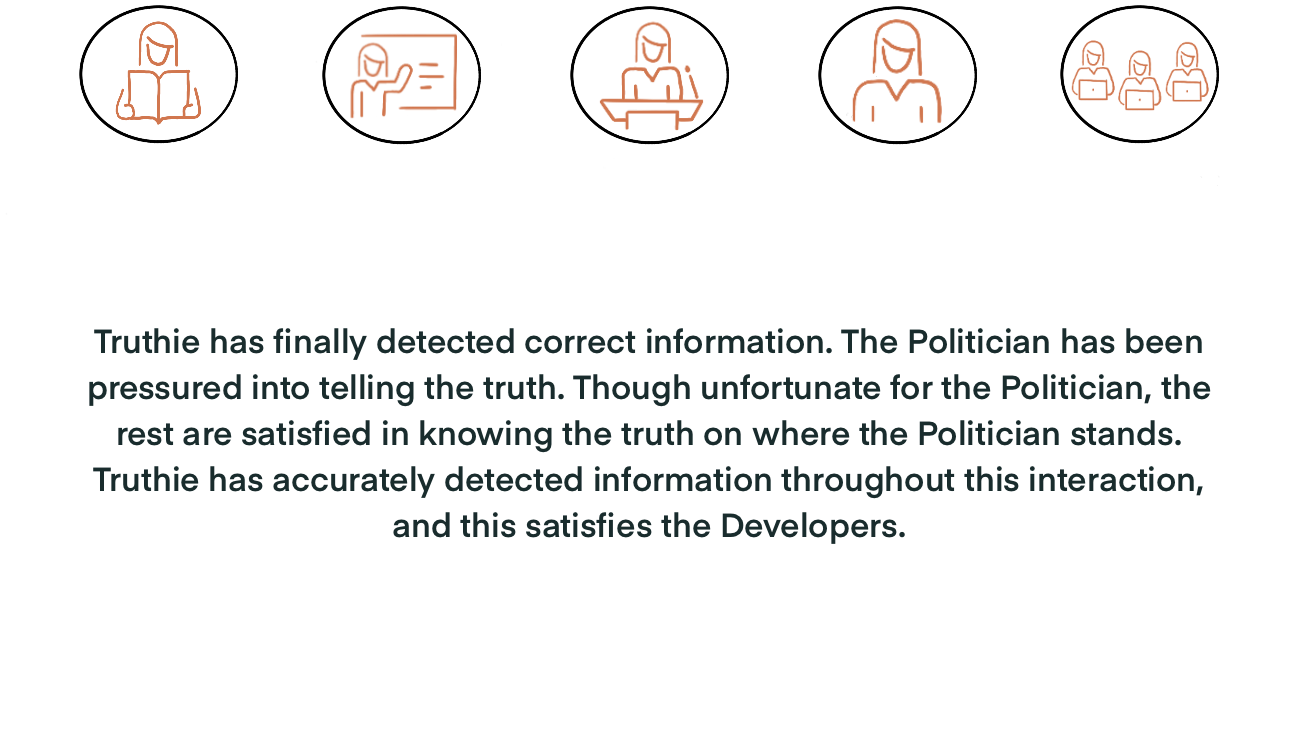 Truthie has finally detected correct information. The Politician has been
pressured into telling the truth. Though unfortunate for the Politician, the
rest are satisfied in knowing the truth on where the Politician stands.
Truthie has accurately detected information throughout this interaction,
and this satisfies the Developers.